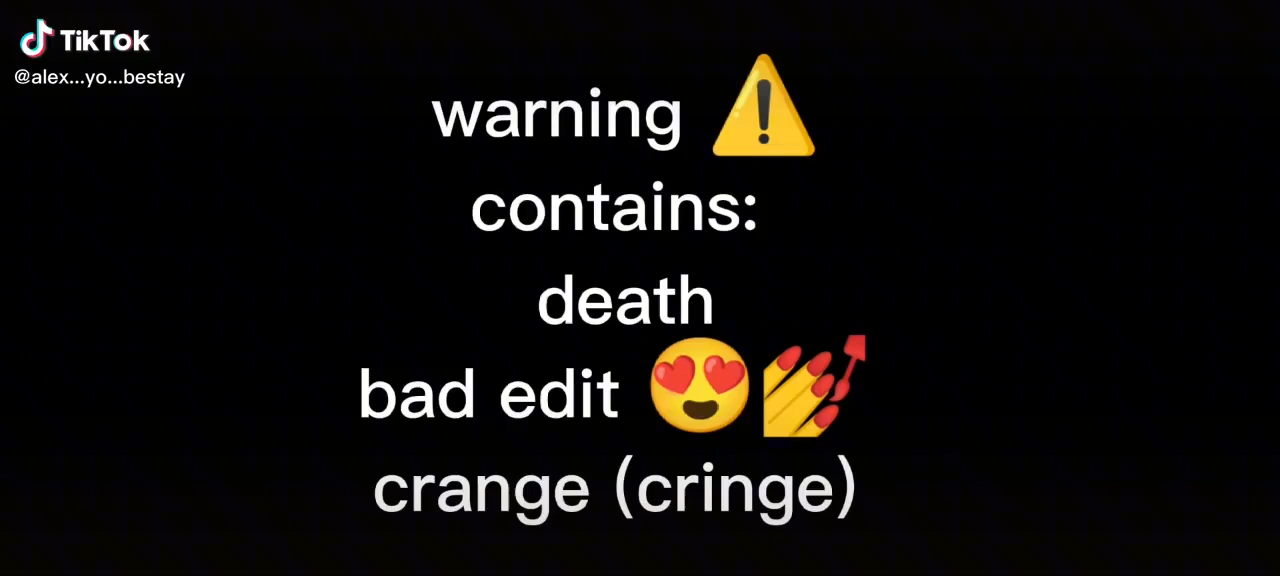 TikTok
@alex...yo...bestay
warning ⚠️
contains:
death
bad edit 😍💅
crange (cringe)